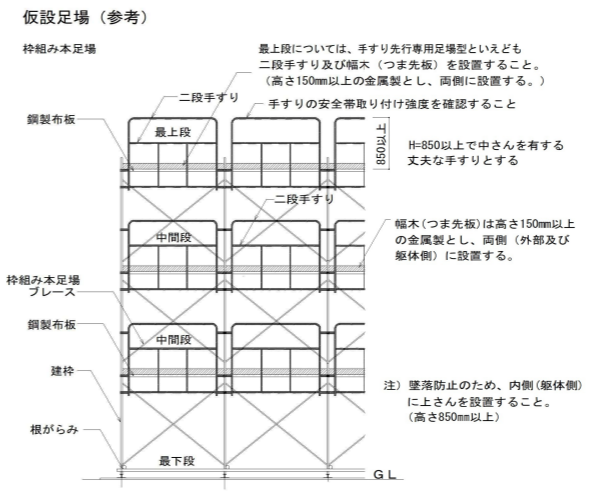 仮設足場（参考）
枠組み本足場
最上段については、手すり先行専用足場型といえども
二段手すり及び幅木（つま先板）を設置すること。
（高さ150mm以上の金属製とし、両側に設置する。）
二段手すり
手すりの安全帯取り付け強度を確認すること
鋼製布板
最上段
850以上
H=850以上で中さんを有する
丈夫な手すりとする
二段手すり
中間段
幅木(つま先板)は高さ150mm以上
の金属製とし、両側（外部及び
躯体側）に設置する。
枠組み本足場
ブレース
鋼製布板
中間段
建枠
注）墜落防止のため、内側(躯体側)
に上さんを設置すること。
（高さ850mm以上）
根がらみ
最下段
GL